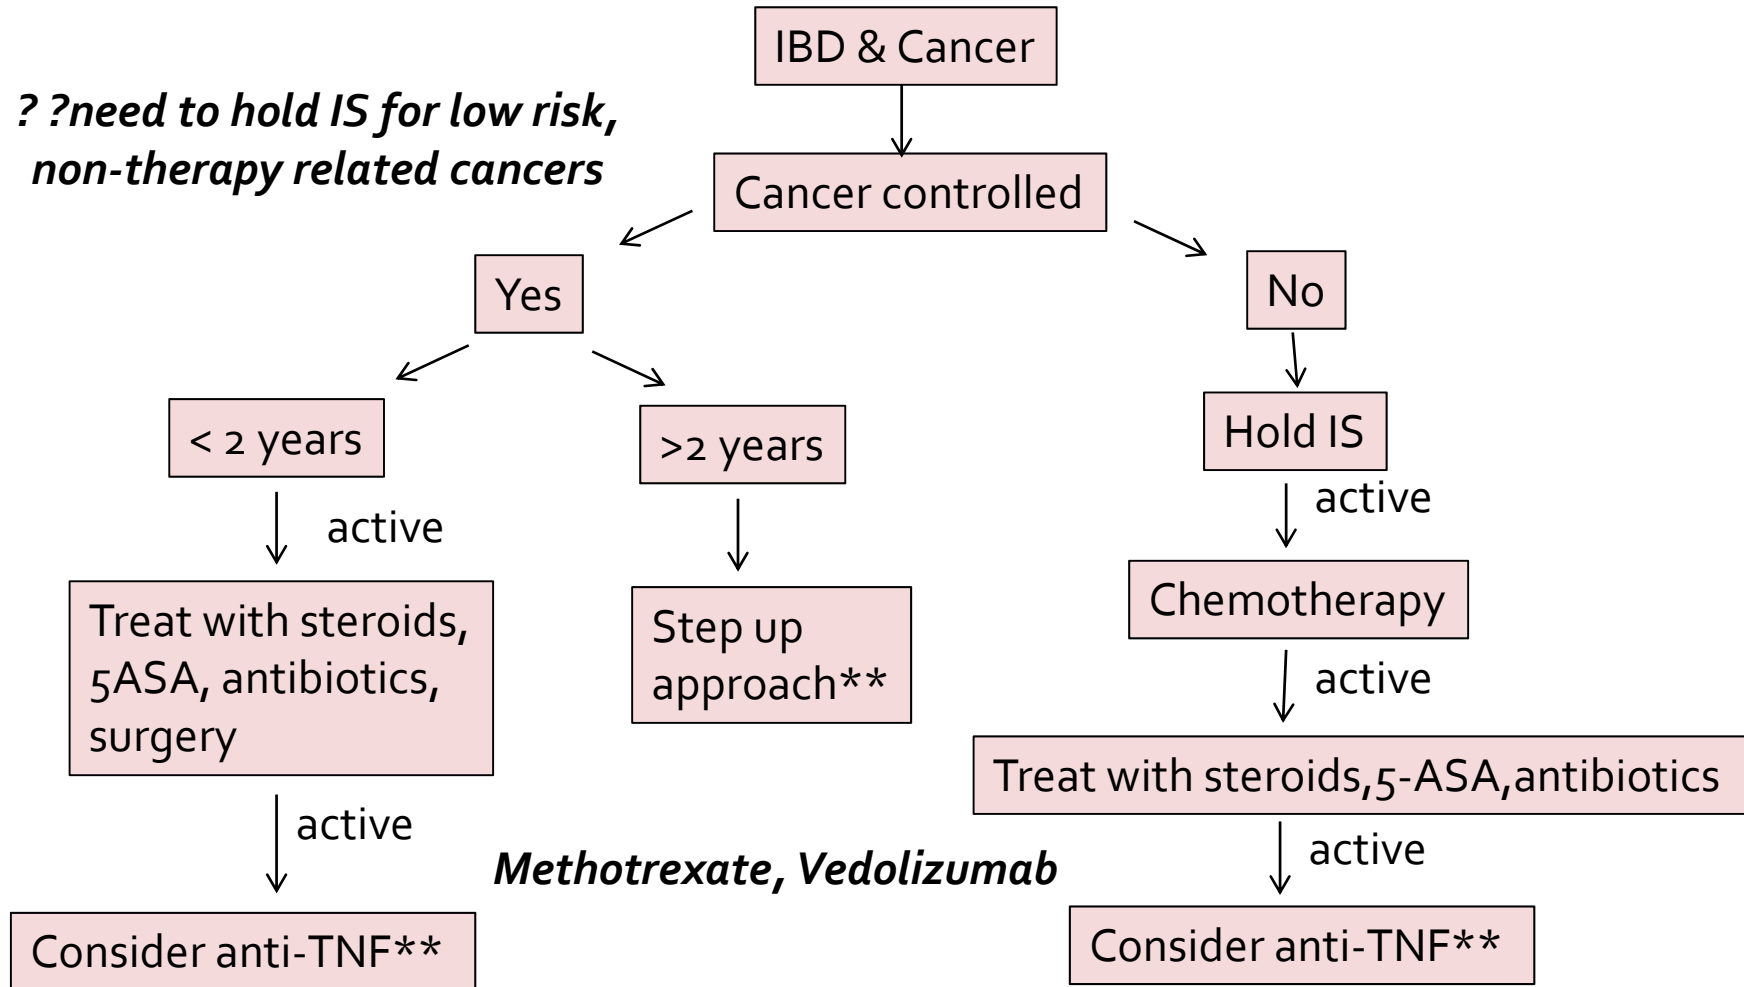 IBD & Cancer
? ?need to hold IS for low risk,
non-therapy related cancers
Cancer controlled
Yes
No
< 2 years
>2 years
Hold IS
active
active
Treat with steroids,
5ASA, antibiotics,
surgery
Step up
approach**
Chemotherapy
active
Treat with steroids,5-ASA,antibiotics
active
Methotrexate, Vedolizumab
active
Consider anti-TNF**
Consider anti-TNF**